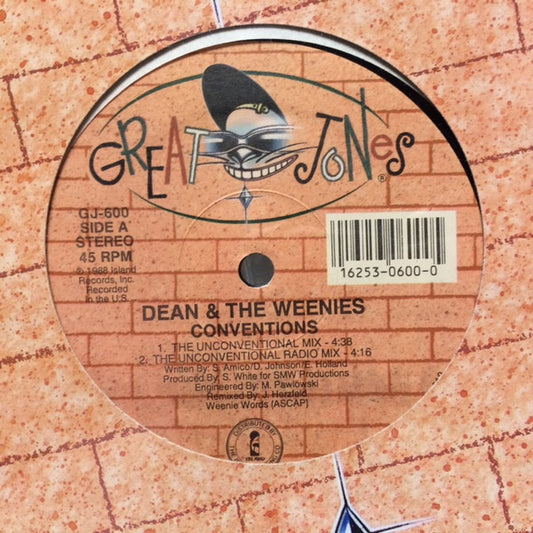 GREAT JONES ®
GJ-600
SIDE A
STEREO
45 RPM
℗ 1988 Island
Records, Inc.
Recorded
in the U.S.
16253-0600-0
DEAN & THE WEENIES
CONVENTIONS
1. THE UNCONVENTIONAL MIX - 4:38
2. THE UNCONVENTIONAL RADIO MIX - 4:16
Written By: S. Amico/D. Johnson/E. Holland
Produced By: S. White for SMW Productions
Engineered By: M. Pawlowski
Remixed By: J. Herzfeld
Weenie Words (ASCAP)
DISTRIBUTED BY